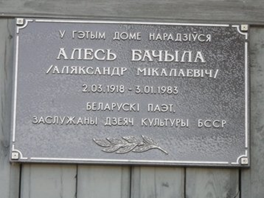 У ГЭТЫМ ДОМЕ НАРАДЗІЎСЯ
АЛЕСЬ БАЧЫЛА
/АЛЯКСАНДР МІКАЛАЕВІЧ/
2.03.1918 - 3.01.1983
БЕЛАРУСКІ ПАЭТ,
ЗАСЛУЖАНЫ ДЗЕЯЧ КУЛЬТУРЫ БССР